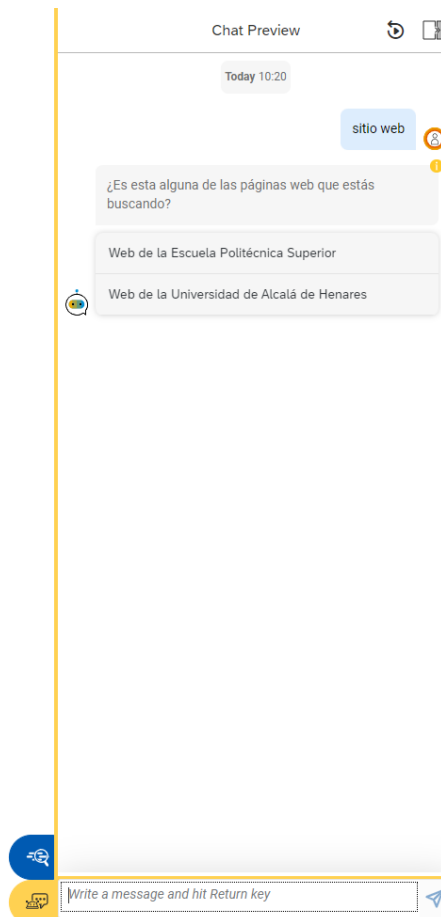 Chat Preview
Today 10:20
sitio web
¿Es esta alguna de las páginas web que estás
buscando?
Web de la Escuela Politécnica Superior
Web de la Universidad de Alcalá de Henares
Write a message and hit Return key